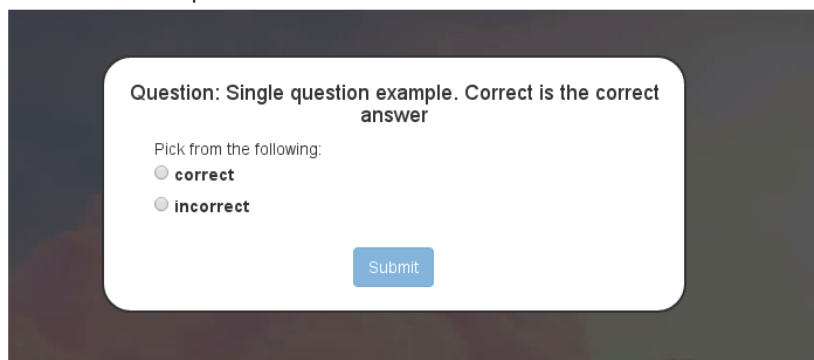 Question: Single question example. Correct is the correct
answer
Pick from the following:
correct
incorrect
Submit